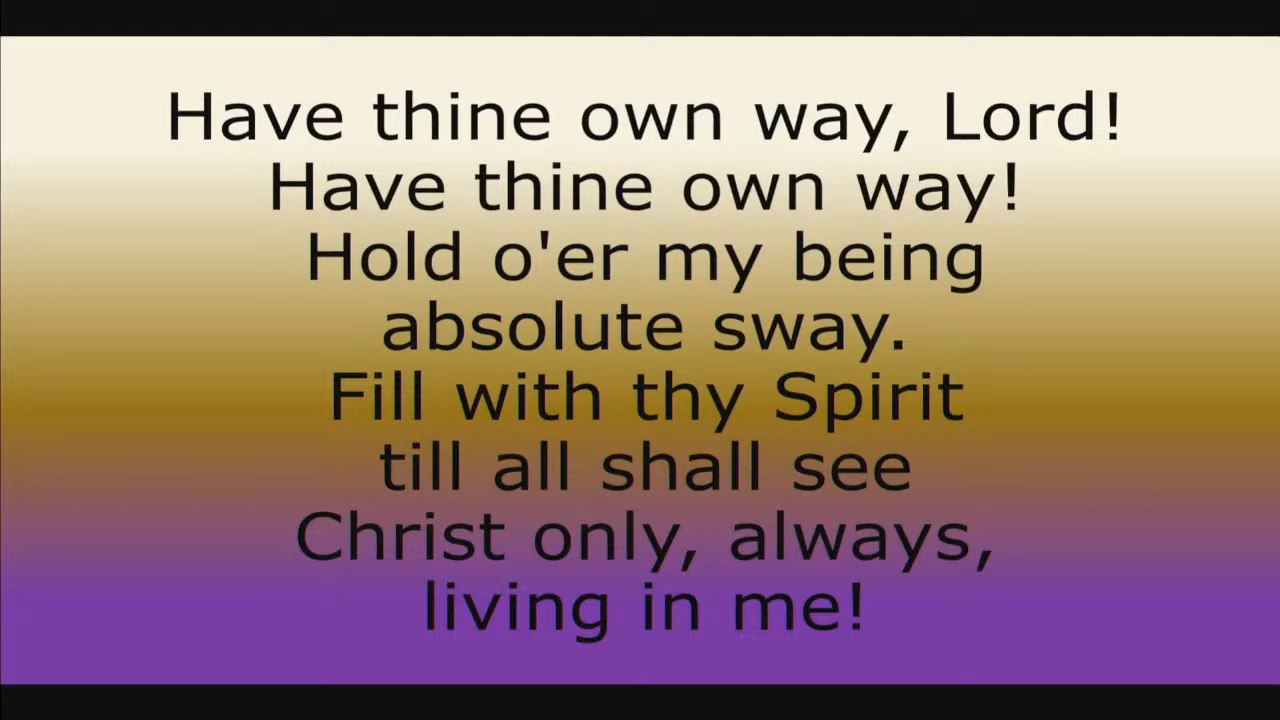 Have thine own way, Lord!
Have thine own way!
Hold o'er my being
absolute sway.
Fill with thy Spirit
till all shall see
Christ only, always,
living in me!